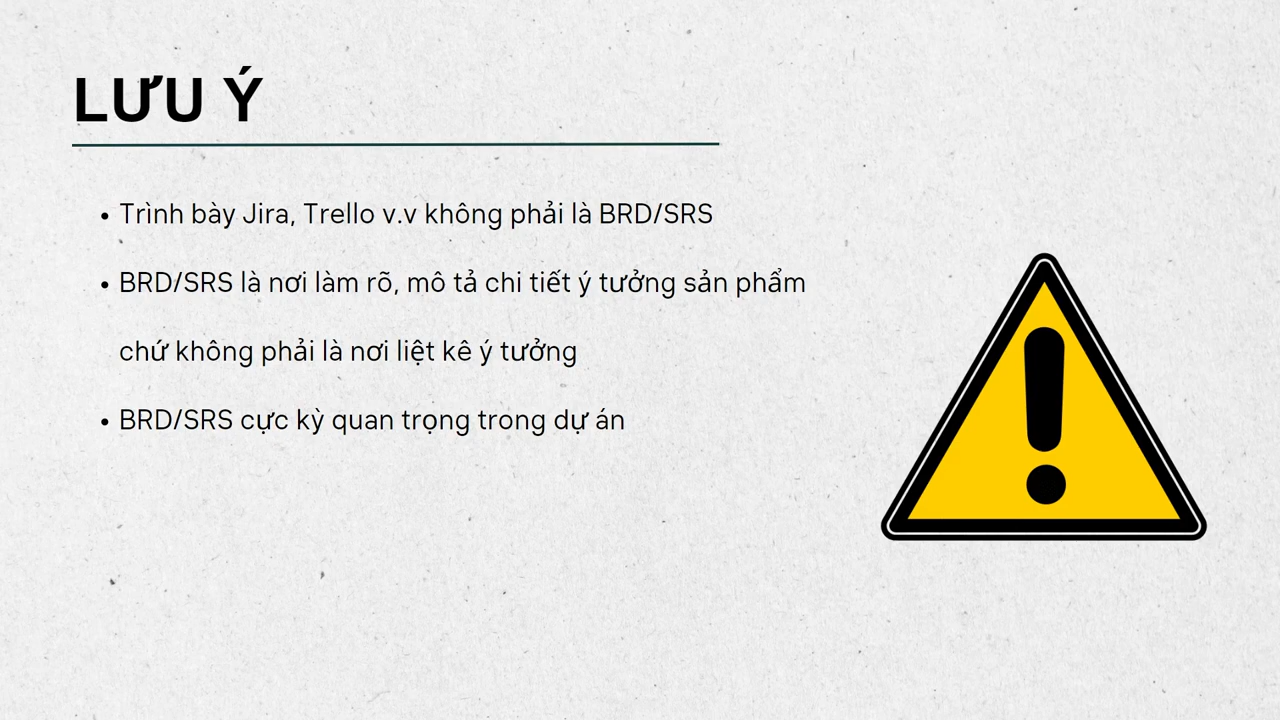 LƯU Ý
• Trình bày Jira, Trello v.v không phải là BRD/SRS
• BRD/SRS là nơi làm rõ, mô tả chi tiết ý tưởng sản phẩm
chứ không phải là nơi liệt kê ý tưởng
• BRD/SRS cực kỳ quan trọng trong dự án